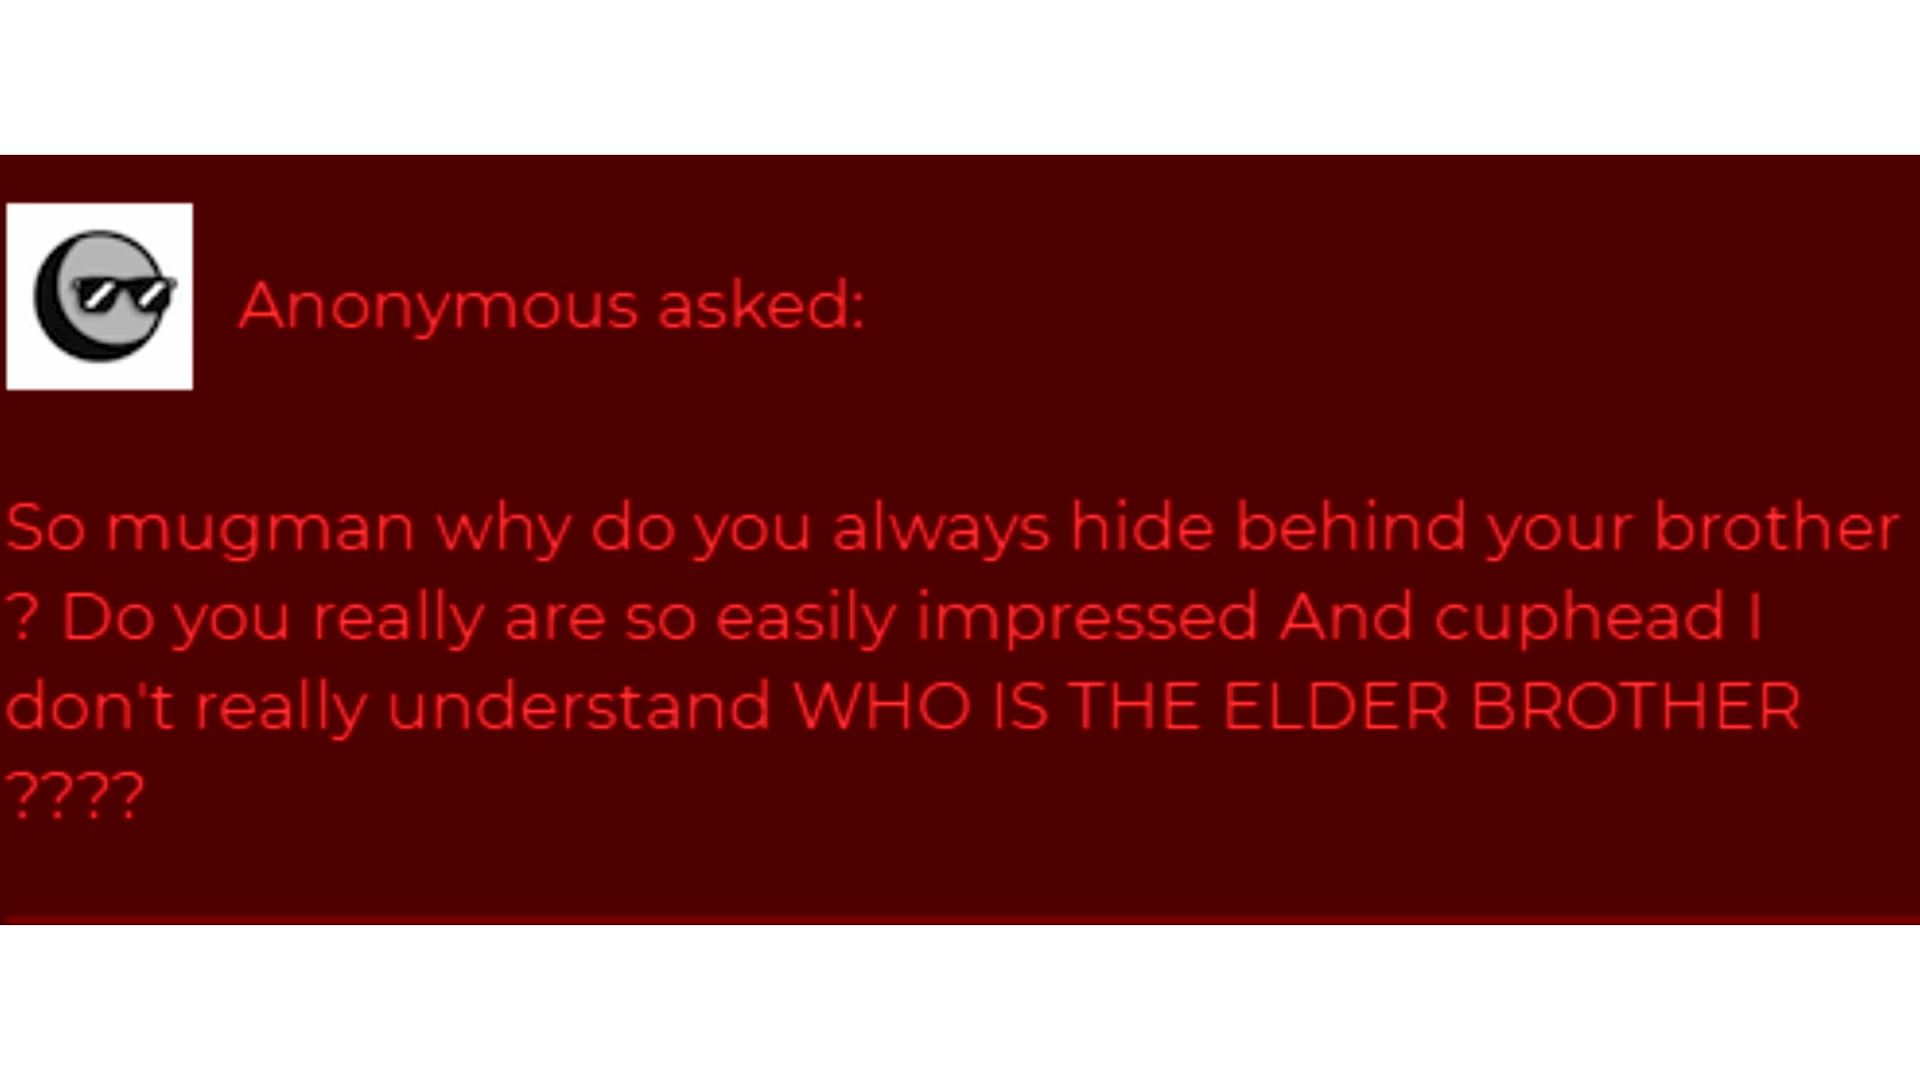 Anonymous asked:
So mugman why do you always hide behind your brother
? Do you really are so easily impressed And cuphead I
don't really understand WHO IS THE ELDER BROTHER
????